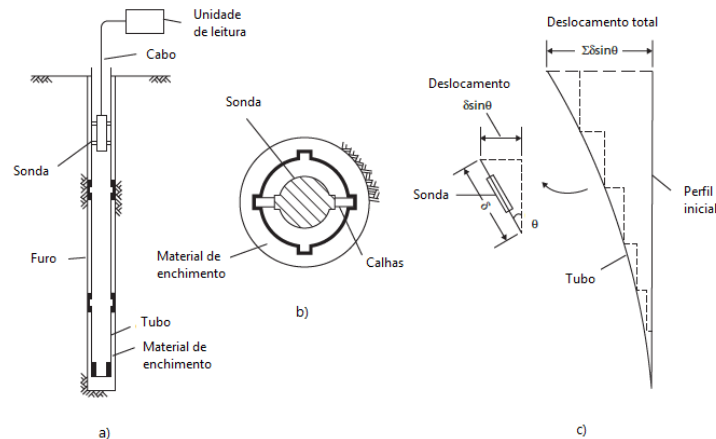 Unidade
de leitura
Cabo
Sonda
Furo
Tubo
Material de
enchimento
a)
Sonda
Material de
enchimento
Calhas
b)
Deslocamento total
Σδsinθ
Deslocamento
δsinθ
Sonda
δ
θ
Perfil
inicial
Tubo
c)